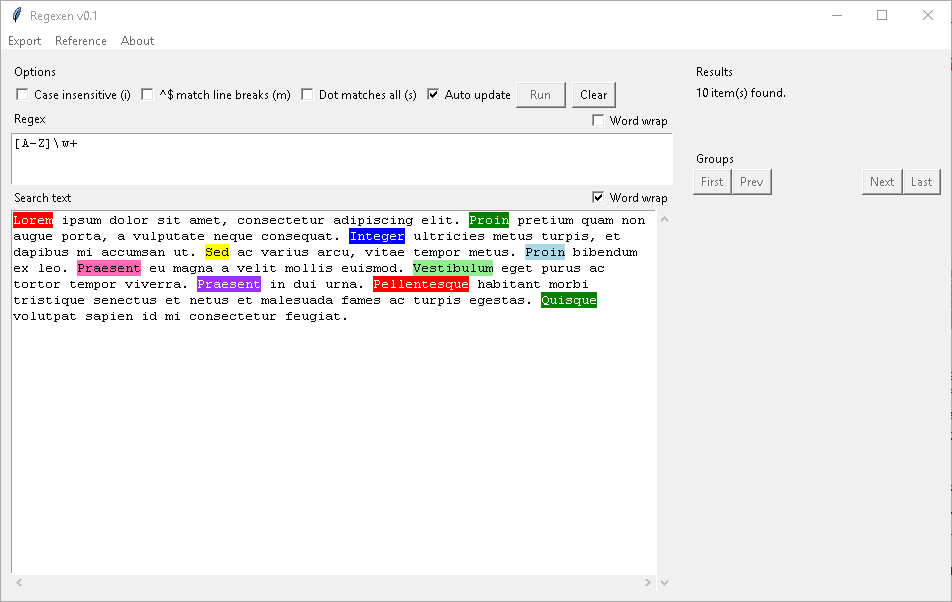 Regexen v0.1
Export Reference About
Options
Case insensitive (i) ^$ match line breaks (m) Dot matches all (s) Auto update Run Clear
Regex Word wrap
[A-Z]\w+
Search text Word wrap
Lorem ipsum dolor sit amet, consectetur adipiscing elit. Proin pretium quam non
augue porta, a vulputate neque consequat. Integer ultricies metus turpis, et
dapibus mi accumsan ut. Sed ac varius arcu, vitae tempor metus. Proin bibendum
ex leo. Praesent eu magna a velit mollis euismod. Vestibulum eget purus ac
tortor tempor viverra. Praesent in dui urna. Pellentesque habitant morbi
tristique senectus et netus et malesuada fames ac turpis egestas. Quisque
volutpat sapien id mi consectetur feugiat.
Results
10 item(s) found.
Groups
First Prev Next Last